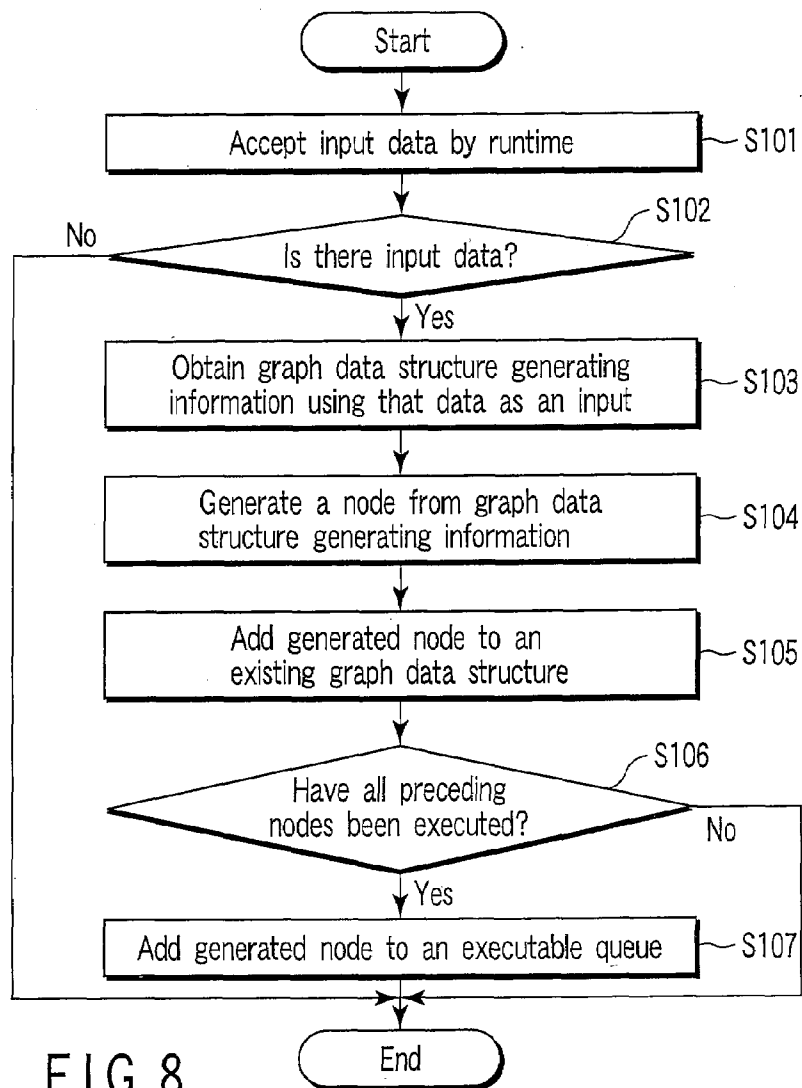 Start
Accept input data by runtime
S101
S102
No
Is there input data?
Yes
Obtain graph data structure generating
information using that data as an input
S103
Generate a node from graph data
structure generating information
S104
Add generated node to an
existing graph data structure
S105
S106
Have all preceding
nodes been executed?
No
Yes
Add generated node to an executable queue
S107
End
FIG. 8